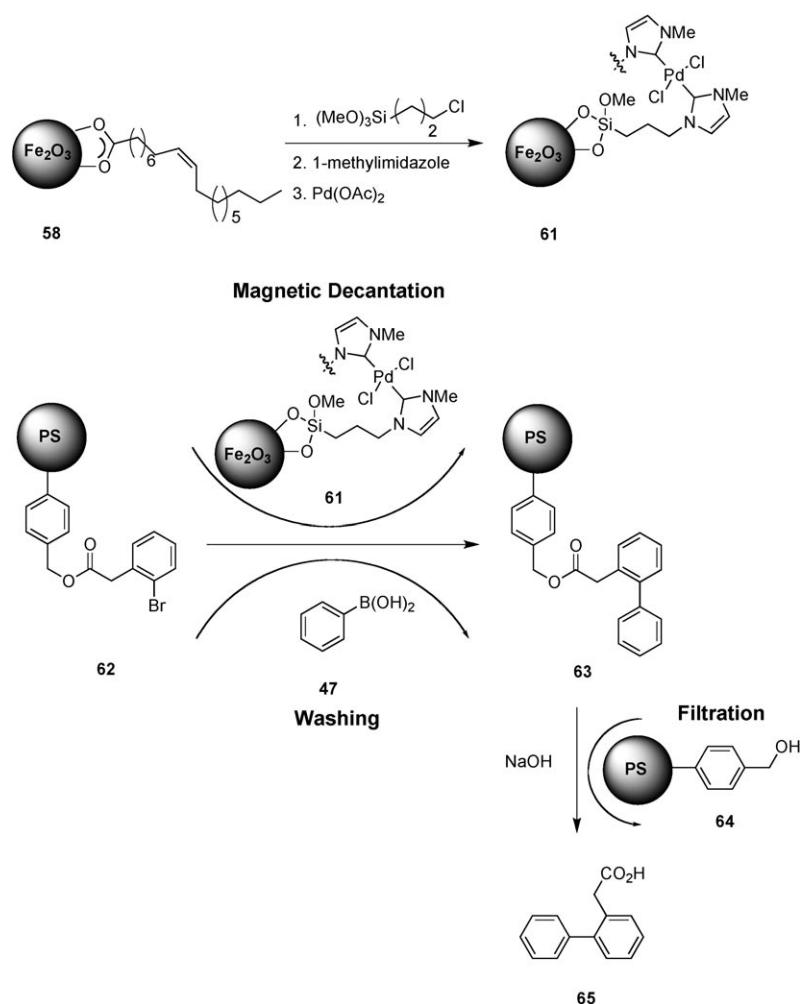 1. (MeO)₃Si ( )₂ Cl
2. 1-methylimidazole
3. Pd(OAc)₂
Fe₂O₃
O
O
6
5
58
N
NMe
N
Cl
Pd
Cl
OMe
O
Si
O
N
NMe
Fe₂O₃
61
Magnetic Decantation
N
NMe
N
Cl
Pd
Cl
OMe
O
Si
O
N
NMe
Fe₂O₃
61
PS
O
O
Br
62
B(OH)₂
47
Washing
PS
O
O
63
NaOH
Filtration
PS
OH
64
CO₂H
65